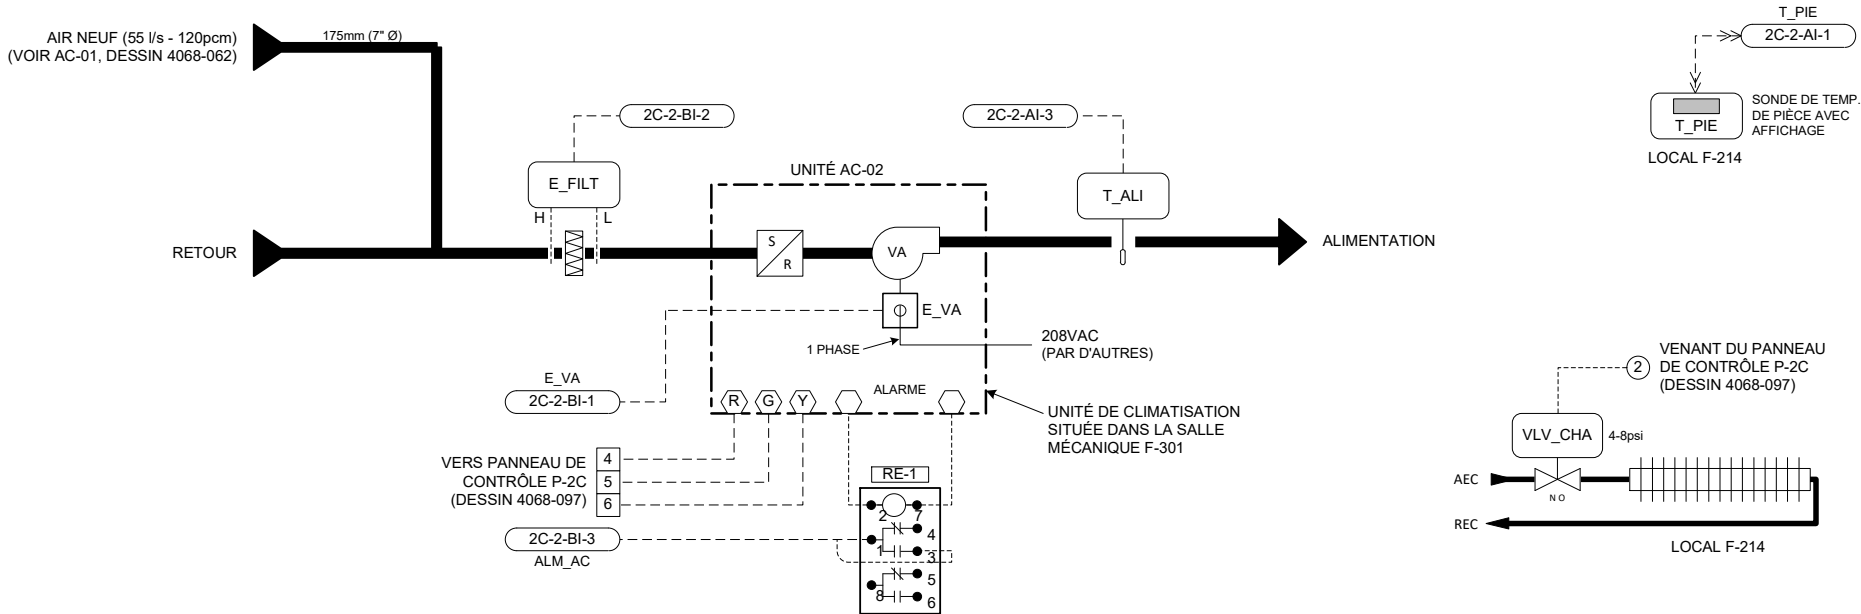 AIR NEUF (55 l/s - 120pcm)
(VOIR AC-01, DESSIN 4068-062)
175mm (7" Ø)
T_PIE
2C-2-AI-1
T_PIE
SONDE DE TEMP.
DE PIÈCE AVEC
AFFICHAGE
LOCAL F-214
2C-2-BI-2
E_FILT
H
L
2C-2-AI-3
T_ALI
UNITÉ AC-02
RETOUR
S
R
VA
ALIMENTATION
E_VA
1 PHASE
208VAC
(PAR D'AUTRES)
E_VA
2C-2-BI-1
R
G
Y
ALARME
UNITÉ DE CLIMATISATION
SITUÉE DANS LA SALLE
MÉCANIQUE F-301
VERS PANNEAU DE
CONTRÔLE P-2C
(DESSIN 4068-097)
4
5
6
2C-2-BI-3
ALM_AC
RE-1
2
7
4
1
3
5
8
6
2
VENANT DU PANNEAU
DE CONTRÔLE P-2C
(DESSIN 4068-097)
VLV_CHA
4-8psi
AEC
N O
REC
LOCAL F-214